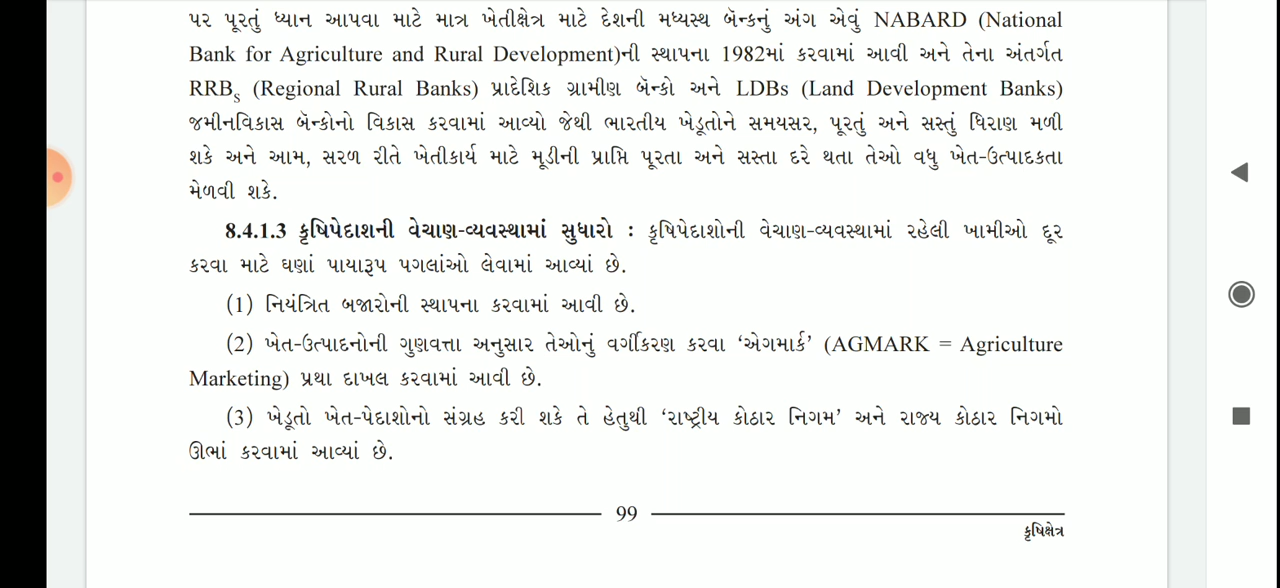 પર પૂરતું ધ્યાન આપવા માટે માત્ર ખેતીક્ષેત્ર માટે દેશની મધ્યસ્થ બૅન્કનું અંગ એવું NABARD (National
Bank for Agriculture and Rural Development)ની સ્થાપના 1982માં કરવામાં આવી અને તેના અંતર્ગત
RRBs (Regional Rural Banks) પ્રાદેશિક ગ્રામીણ બૅન્કો અને LDBs (Land Development Banks)
જમીનવિકાસ બૅન્કોનો વિકાસ કરવામાં આવ્યો જેથી ભારતીય ખેડૂતોને સમયસર, પૂરતું અને સસ્તું ધિરાણ મળી
શકે અને આમ, સરળ રીતે ખેતીકાર્ય માટે મૂડીની પ્રાપ્તિ પૂરતા અને સસ્તા દરે થતા તેઓ વધુ ખેત-ઉત્પાદકતા
મેળવી શકે.
8.4.1.3 કૃષિપેદાશની વેચાણ-વ્યવસ્થામાં સુધારો : કૃષિપેદાશોની વેચાણ-વ્યવસ્થામાં રહેલી ખામીઓ દૂર
કરવા માટે ઘણાં પાયારૂપ પગલાંઓ લેવામાં આવ્યાં છે.
(1) નિયંત્રિત બજારોની સ્થાપના કરવામાં આવી છે.
(2) ખેત-ઉત્પાદનોની ગુણવત્તા અનુસાર તેઓનું વર્ગીકરણ કરવા ‘એગમાર્ક’ (AGMARK = Agriculture
Marketing) પ્રથા દાખલ કરવામાં આવી છે.
(3) ખેડૂતો ખેત-પેદાશોનો સંગ્રહ કરી શકે તે હેતુથી ‘રાષ્ટ્રીય કોઠાર નિગમ’ અને રાજ્ય કોઠાર નિગમો
ઊભાં કરવામાં આવ્યાં છે.
99
કૃષિક્ષેત્ર